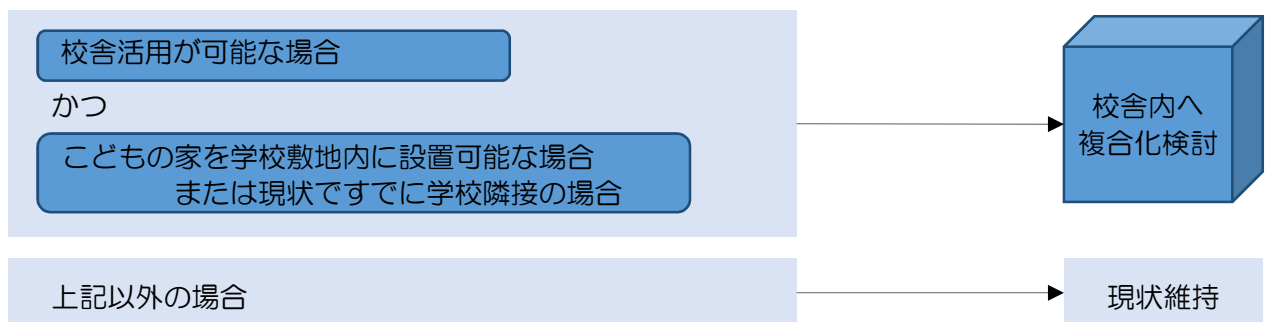 校舎活用が可能な場合
かつ
こどもの家を学校敷地内に設置可能な場合
または現状ですでに学校隣接の場合
校舎内へ
複合化検討
上記以外の場合
現状維持